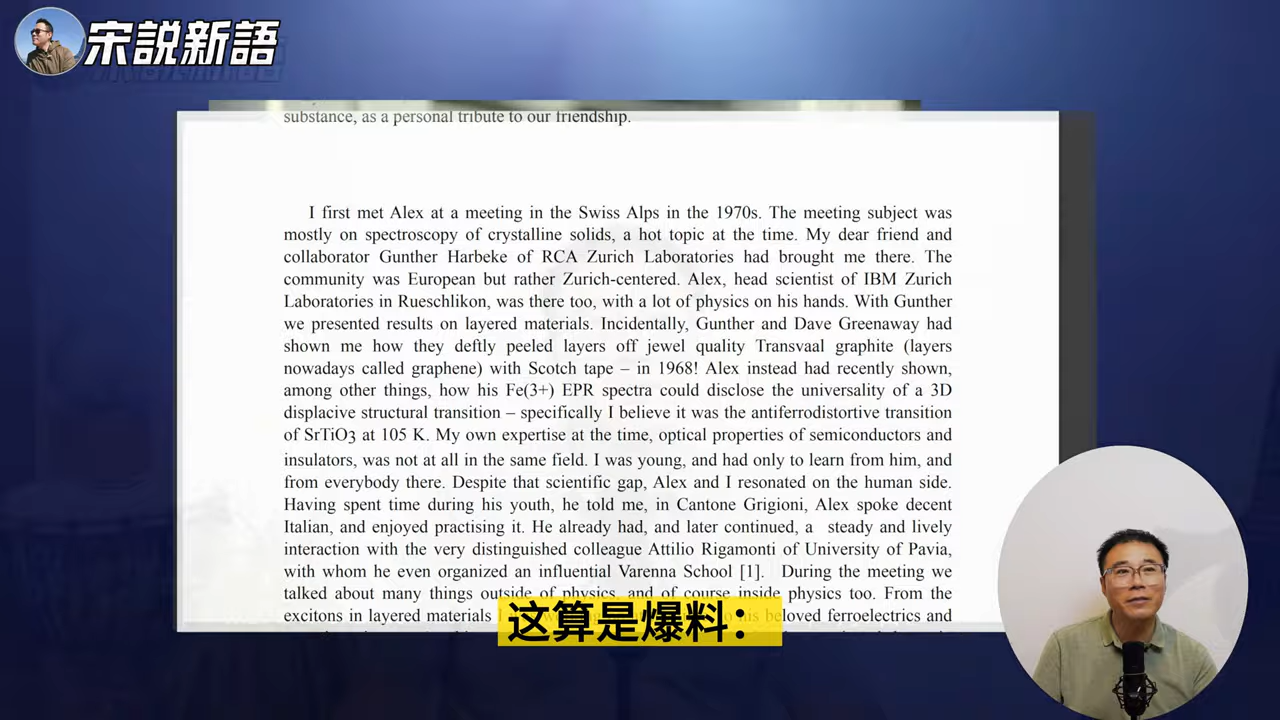 宋説新語
substance, as a personal tribute to our friendship.
I first met Alex at a meeting in the Swiss Alps in the 1970s. The meeting subject was
mostly on spectroscopy of crystalline solids, a hot topic at the time. My dear friend and
collaborator Gunther Harbeke of RCA Zurich Laboratories had brought me there. The
community was European but rather Zurich-centered. Alex, head scientist of IBM Zurich
Laboratories in Rueschlikon, was there too, with a lot of physics on his hands. With Gunther
we presented results on layered materials. Incidentally, Gunther and Dave Greenaway had
shown me how they deftly peeled layers off jewel quality Transvaal graphite (layers
nowadays called graphene) with Scotch tape – in 1968! Alex instead had recently shown,
among other things, how his Fe(3+) EPR spectra could disclose the universality of a 3D
displacive structural transition – specifically I believe it was the antiferrodistortive transition
of SrTiO3 at 105 K. My own expertise at the time, optical properties of semiconductors and
insulators, was not at all in the same field. I was young, and had only to learn from him, and
from everybody there. Despite that scientific gap, Alex and I resonated on the human side.
Having spent time during his youth, he told me, in Cantone Grigioni, Alex spoke decent
Italian, and enjoyed practising it. He already had, and later continued, a steady and lively
interaction with the very distinguished colleague Attilio Rigamonti of University of Pavia,
with whom he even organized an influential Varenna School [1]. During the meeting we
talked about many things outside of physics, and of course inside physics too. From the
excitons in layered materials I his beloved ferroelectrics and
这算是爆料：